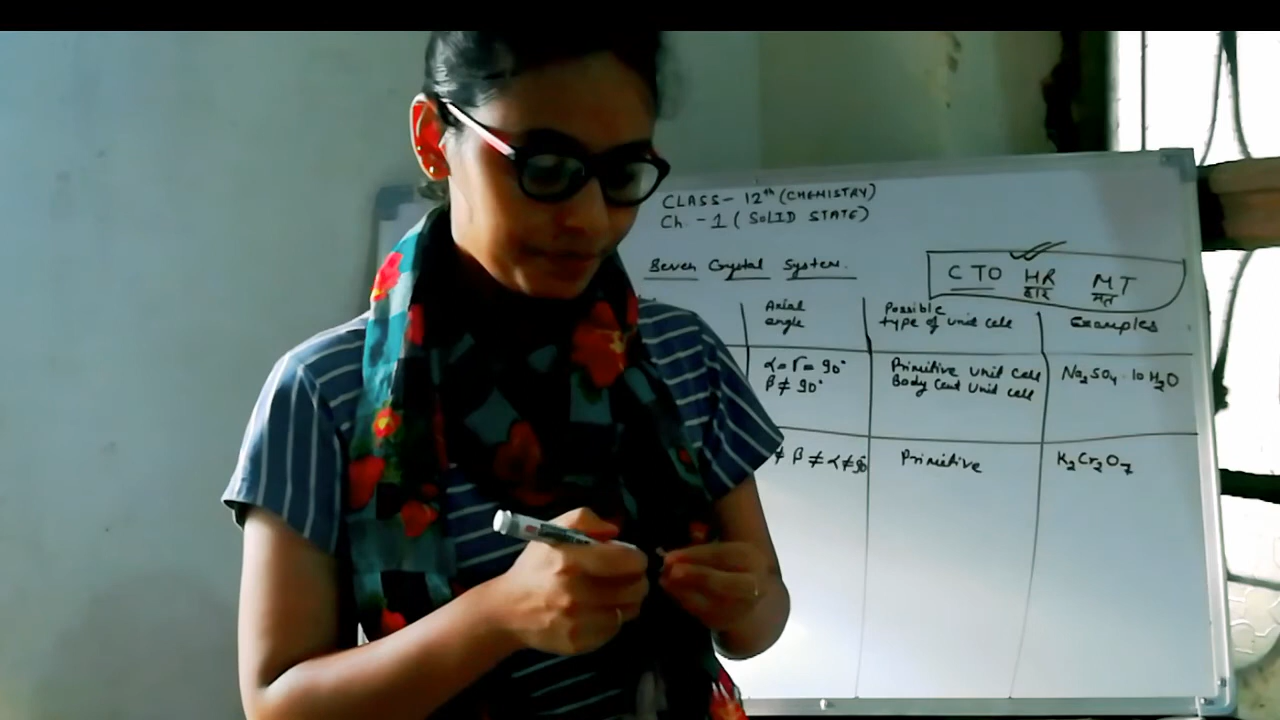 CLASS- 12th (CHEMISTRY)
Ch. - 1 ( SOLID STATE)
Seven Crystal System.
CTO HR MT
हार मत
Axial angle
Possible type of unit cell
Examples
α = γ = 90°
β ≠ 90°
Primitive unit cell
Body Cent Unit cell
Na2SO4 · 10 H2O
≠ β ≠ α ≠ 90
Primitive
K2Cr2O7